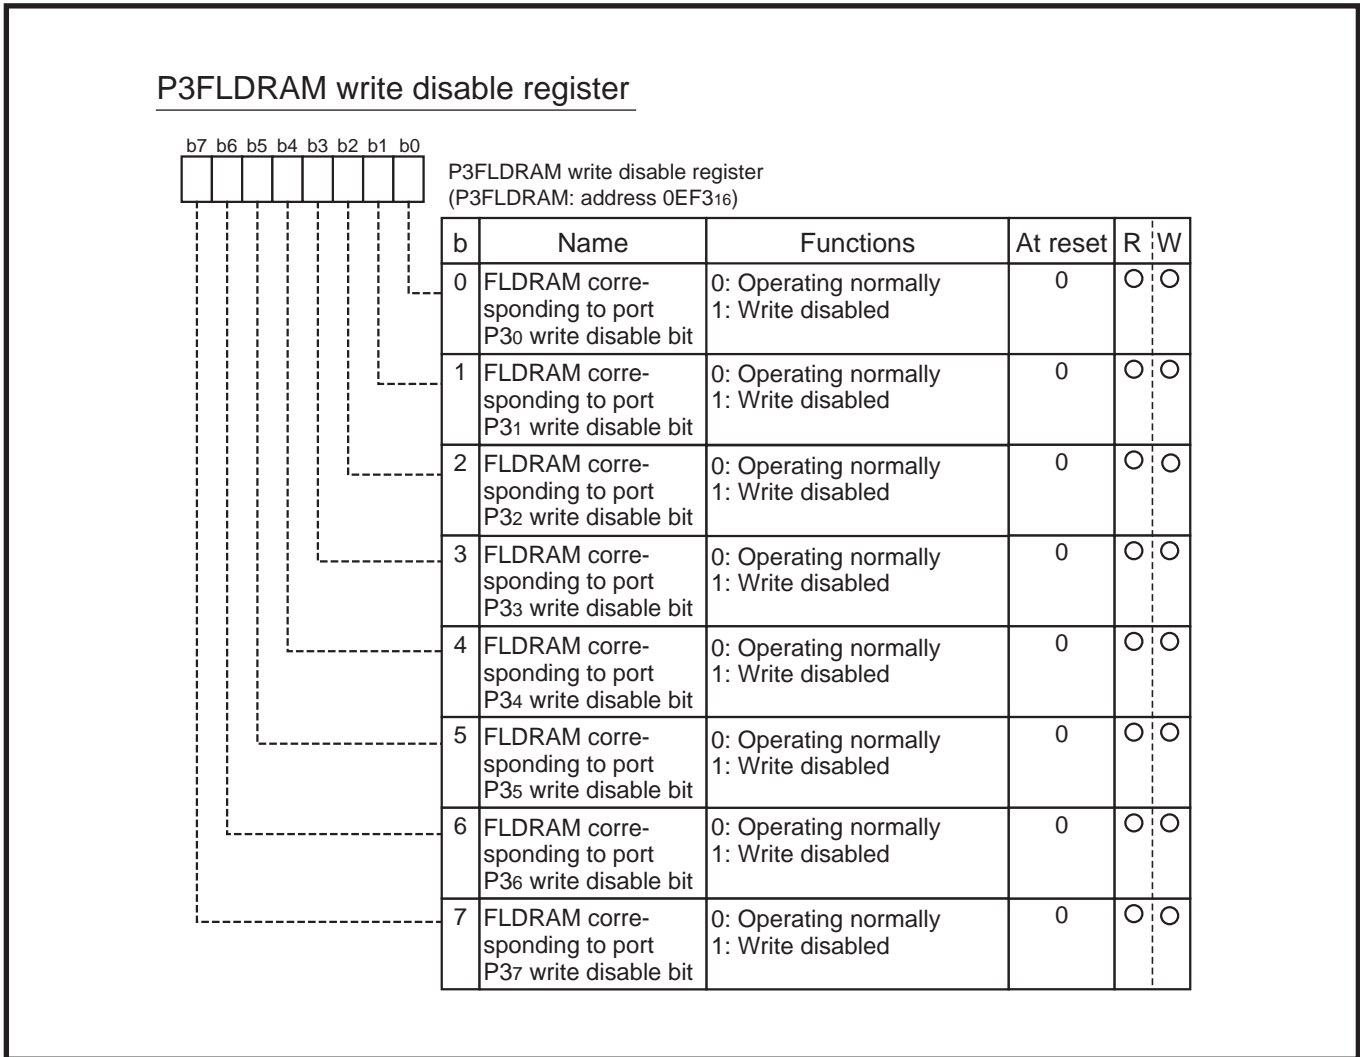 P3FLDRAM write disable register
b7 b6 b5 b4 b3 b2 b1 b0
P3FLDRAM write disable register
(P3FLDRAM: address 0EF316)
b Name Functions At reset R W
0 FLDRAM corre- 0: Operating normally 0 ○ ○
sponding to port 1: Write disabled
P30 write disable bit
1 FLDRAM corre- 0: Operating normally 0 ○ ○
sponding to port 1: Write disabled
P31 write disable bit
2 FLDRAM corre- 0: Operating normally 0 ○ ○
sponding to port 1: Write disabled
P32 write disable bit
3 FLDRAM corre- 0: Operating normally 0 ○ ○
sponding to port 1: Write disabled
P33 write disable bit
4 FLDRAM corre- 0: Operating normally 0 ○ ○
sponding to port 1: Write disabled
P34 write disable bit
5 FLDRAM corre- 0: Operating normally 0 ○ ○
sponding to port 1: Write disabled
P35 write disable bit
6 FLDRAM corre- 0: Operating normally 0 ○ ○
sponding to port 1: Write disabled
P36 write disable bit
7 FLDRAM corre- 0: Operating normally 0 ○ ○
sponding to port 1: Write disabled
P37 write disable bit